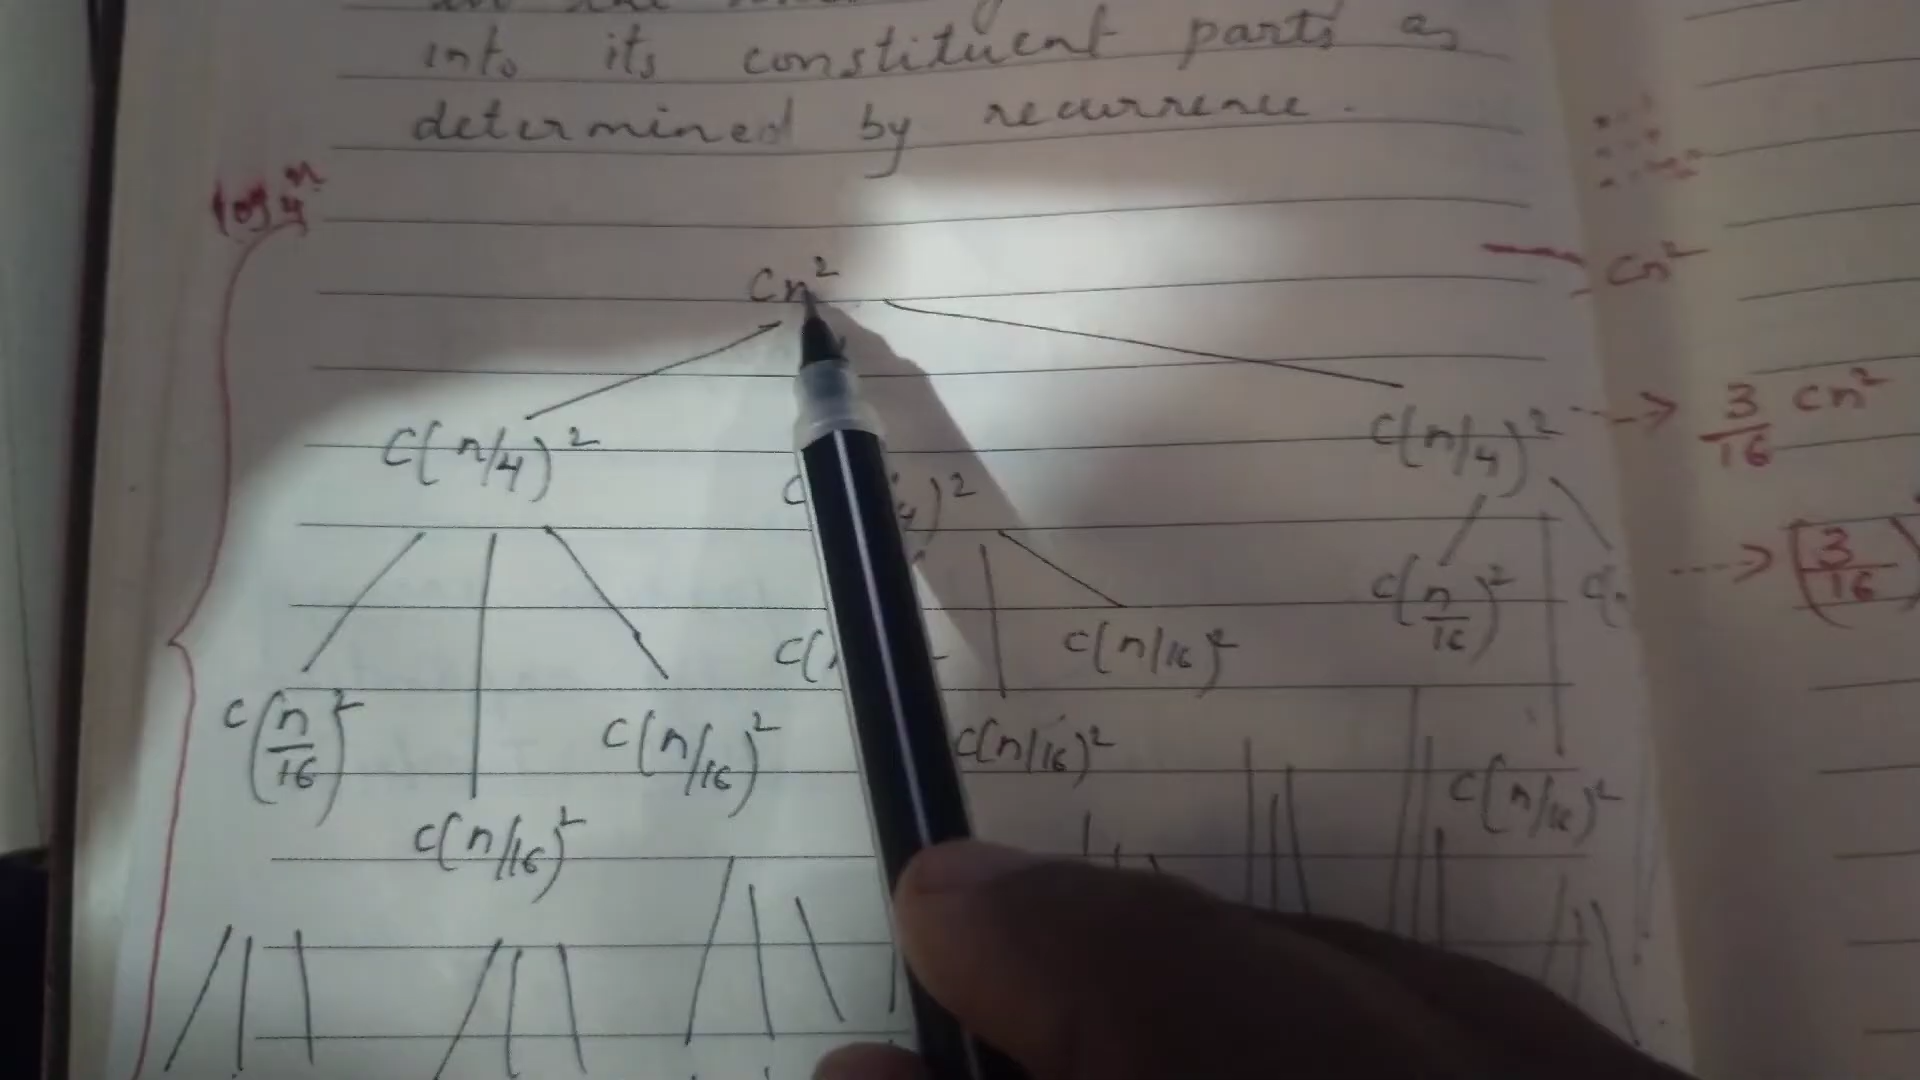 into its constituent parts as
determined by recurrence.
log₄ n
cn² cn²
c(n/4)² c(n/4)² 3/16 cn²
c(n/16)² (3/16)
c(n/16)²
c(n/16)² c(n/16)² c(n/16)² c(n/16)²
c(n/16)²